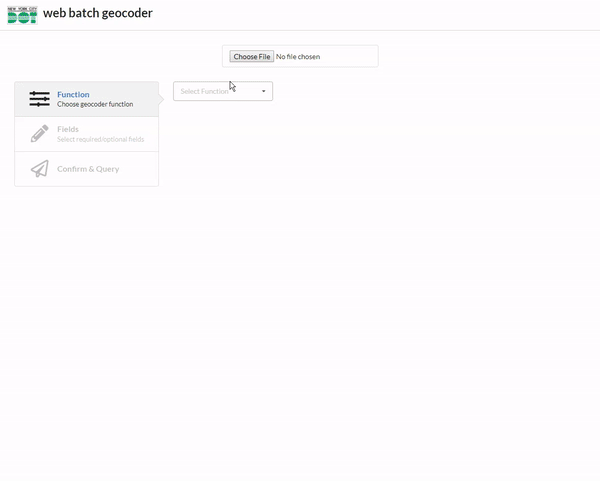 NEW YORK CITY
DOT
web batch geocoder
Choose File No file chosen
Function
Choose geocoder function
Select Function
Fields
Select required/optional fields
Confirm & Query